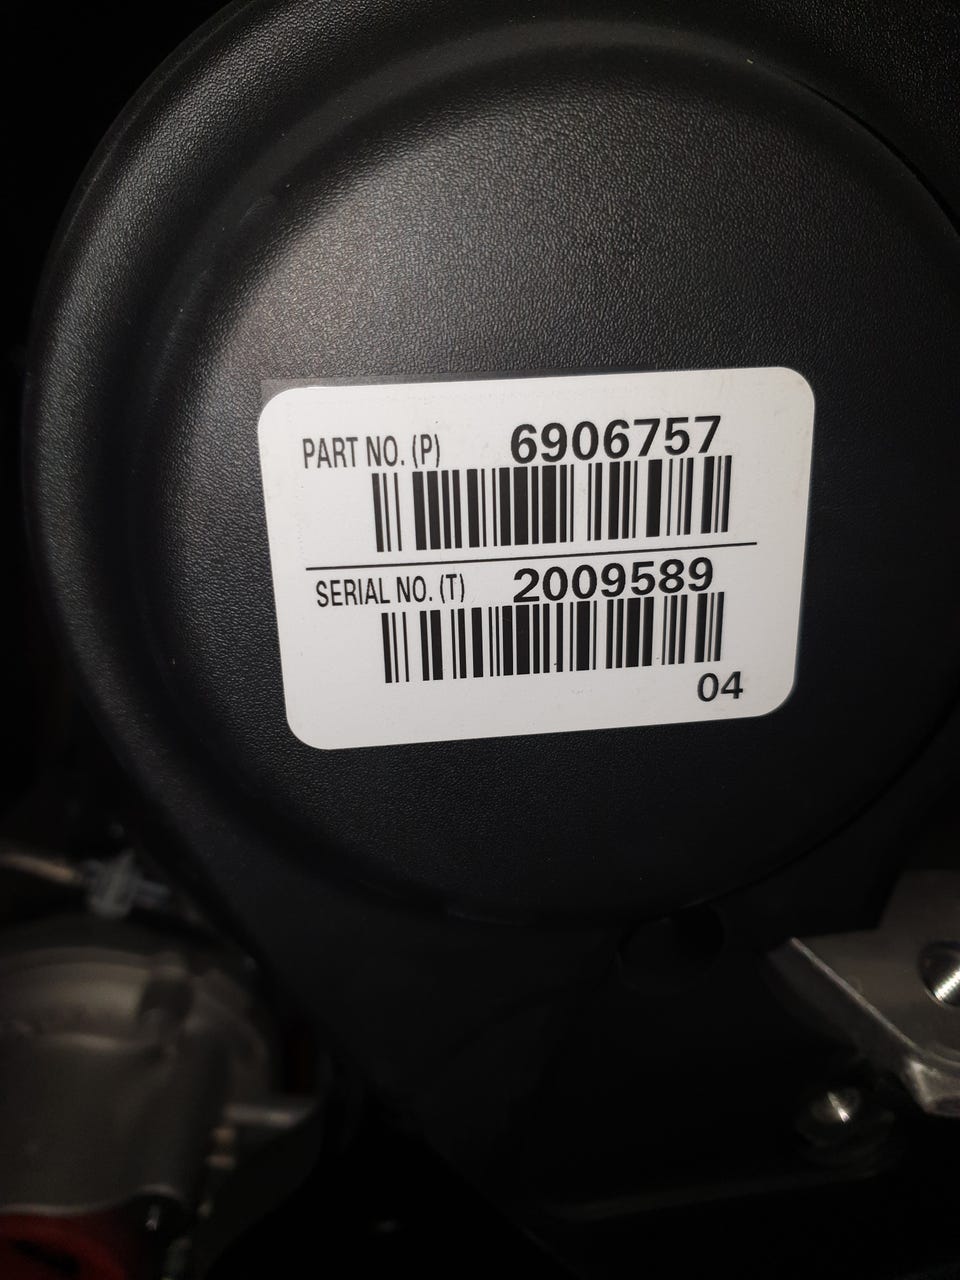 PART NO. (P) 6906757
SERIAL NO. (T) 2009589
04